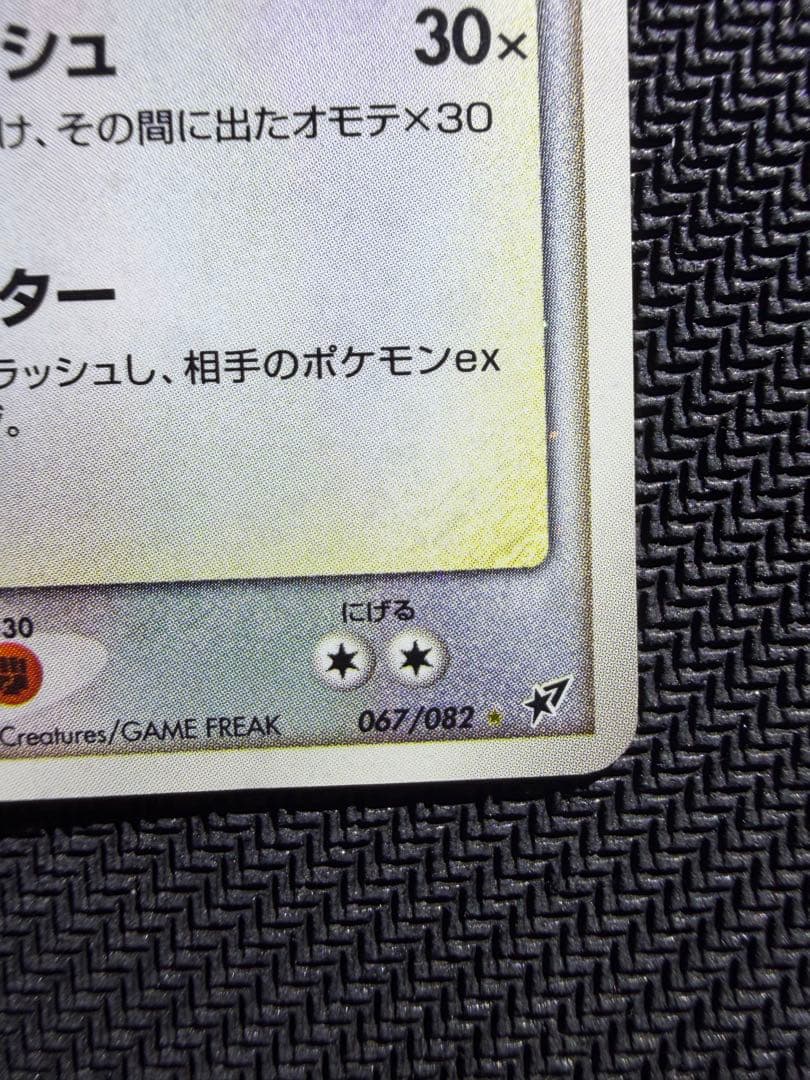 シュ 30×
け、その間に出たオモテ×30
ター
ラッシュし、相手のポケモンex
。
にげる
30
闘
067/082
Creatures/GAME FREAK